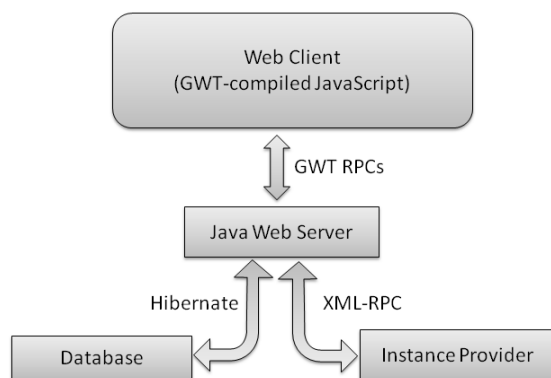 Web Client
(GWT-compiled JavaScript)
GWT RPCs
Java Web Server
Hibernate
XML-RPC
Database
Instance Provider